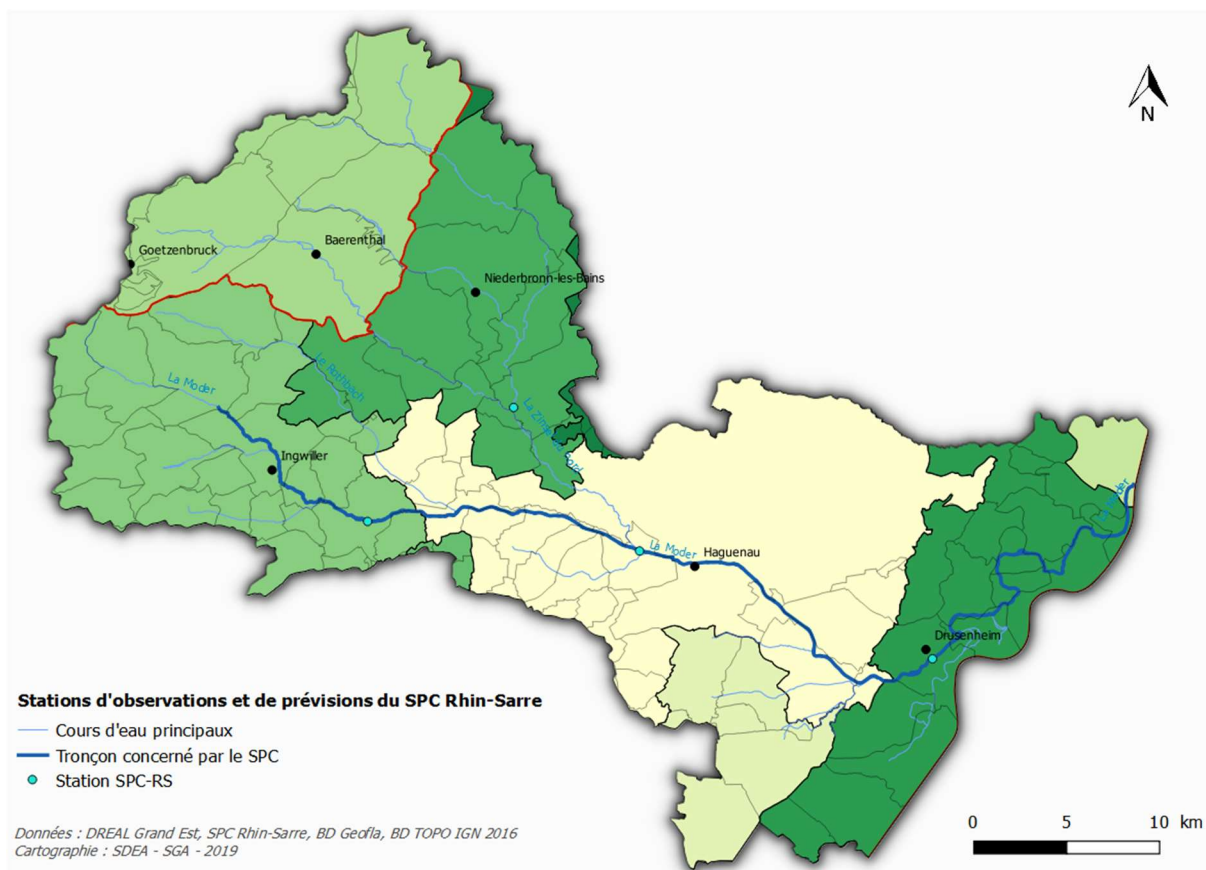 N
Goetzenbruck
Baerenthal
Niederbronn-les-Bains
La Moder
Le Rothbach
La Zinsel du Nord
Ingwiller
La Moder
Haguenau
La Moder
Drusenheim
Stations d'observations et de prévisions du SPC Rhin-Sarre
Cours d'eau principaux
Tronçon concerné par le SPC
Station SPC-RS
Données : DREAL Grand Est, SPC Rhin-Sarre, BD Geofla, BD TOPO IGN 2016
Cartographie : SDEA - SGA - 2019
0 5 10 km